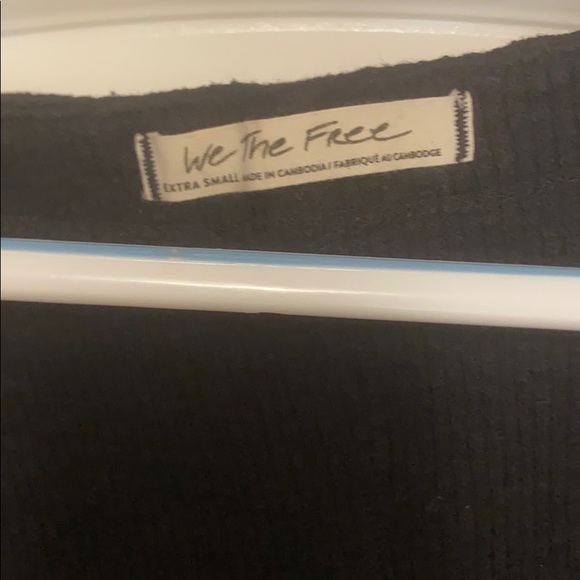 We The Free
EXTRA SMALL MADE IN CAMBODIA / FABRIQUÉ AU CAMBODGE